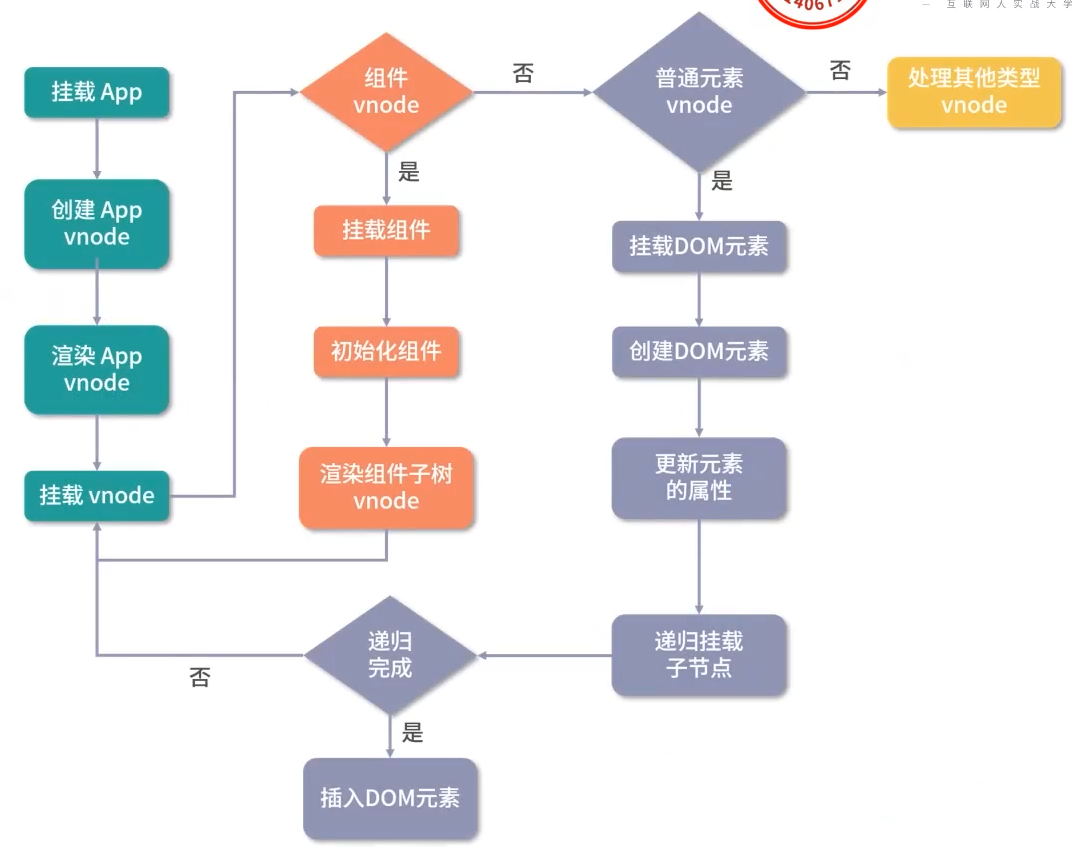 4067
— 互联网人实战大学
挂载 App
组件
vnode
否
普通元素
vnode
否
处理其他类型
vnode
是
是
创建 App
vnode
挂载组件
挂载DOM元素
渲染 App
vnode
初始化组件
创建DOM元素
挂载 vnode
渲染组件子树
vnode
更新元素
的属性
递归
完成
递归挂载
子节点
否
是
插入DOM元素